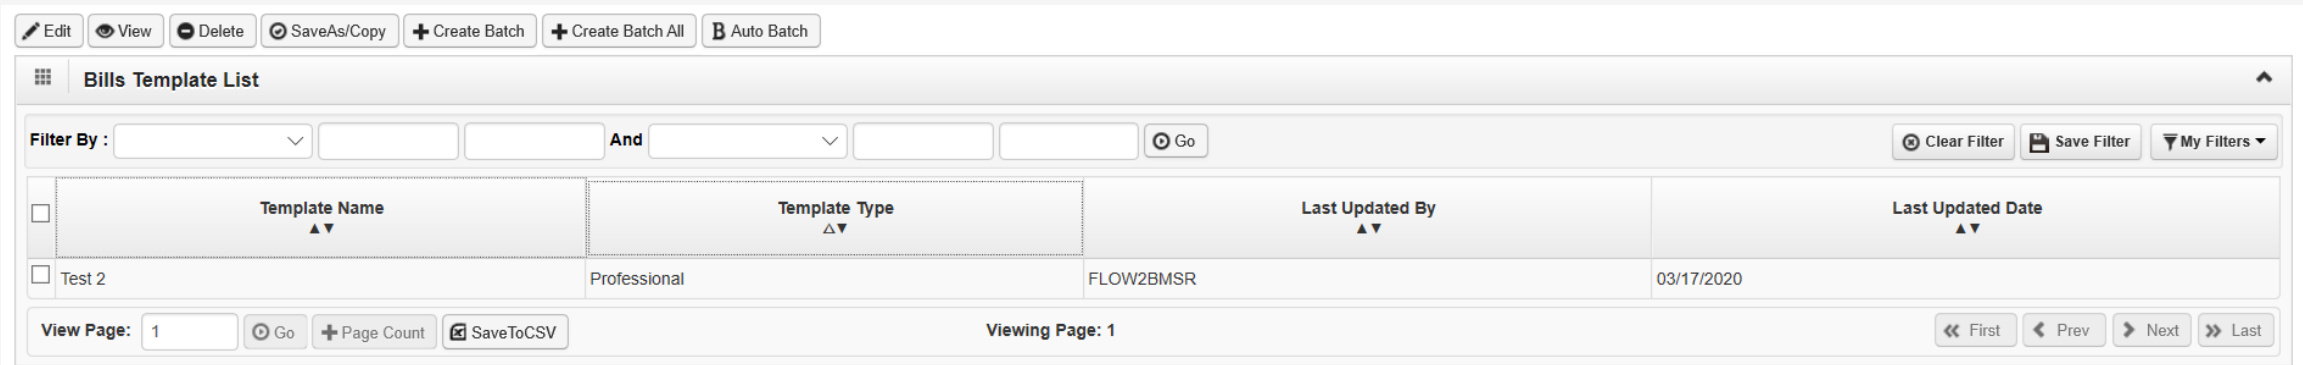 Edit View Delete SaveAs/Copy Create Batch Create Batch All Auto Batch
Bills Template List
Filter By : And Go Clear Filter Save Filter My Filters
Template Name Template Type Last Updated By Last Updated Date
Test 2 Professional FLOW2BMSR 03/17/2020
View Page: 1 Go Page Count SaveToCSV Viewing Page: 1 First Prev Next Last